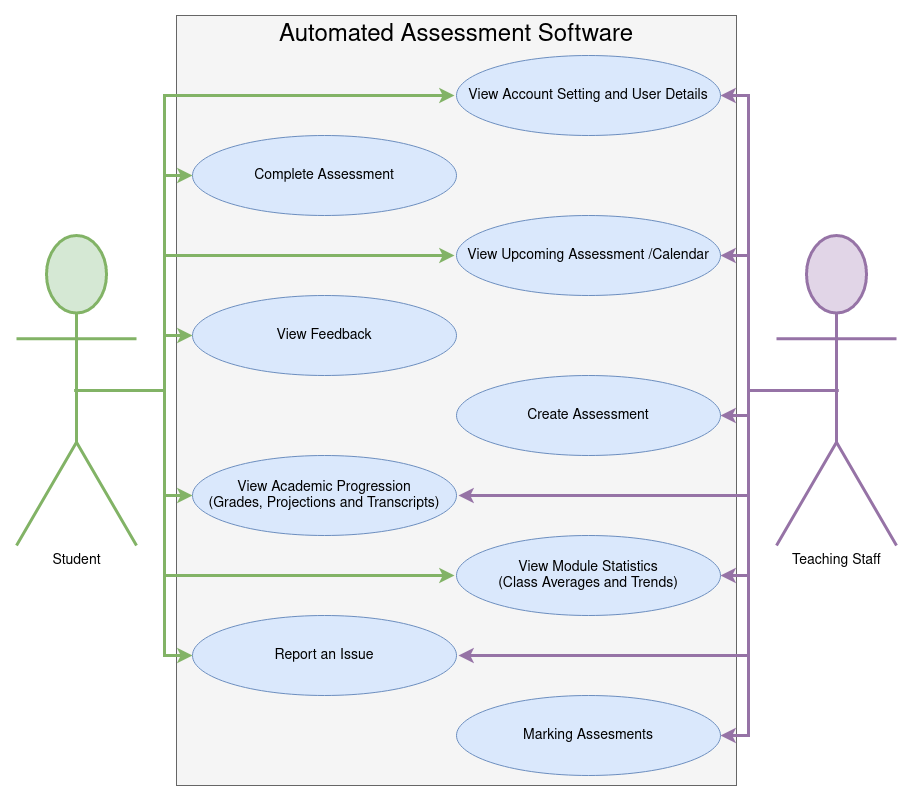 Automated Assessment Software
View Account Setting and User Details
Complete Assessment
View Upcoming Assessment /Calendar
View Feedback
Create Assessment
View Academic Progression
(Grades, Projections and Transcripts)
Student
Teaching Staff
View Module Statistics
(Class Averages and Trends)
Report an Issue
Marking Assesments